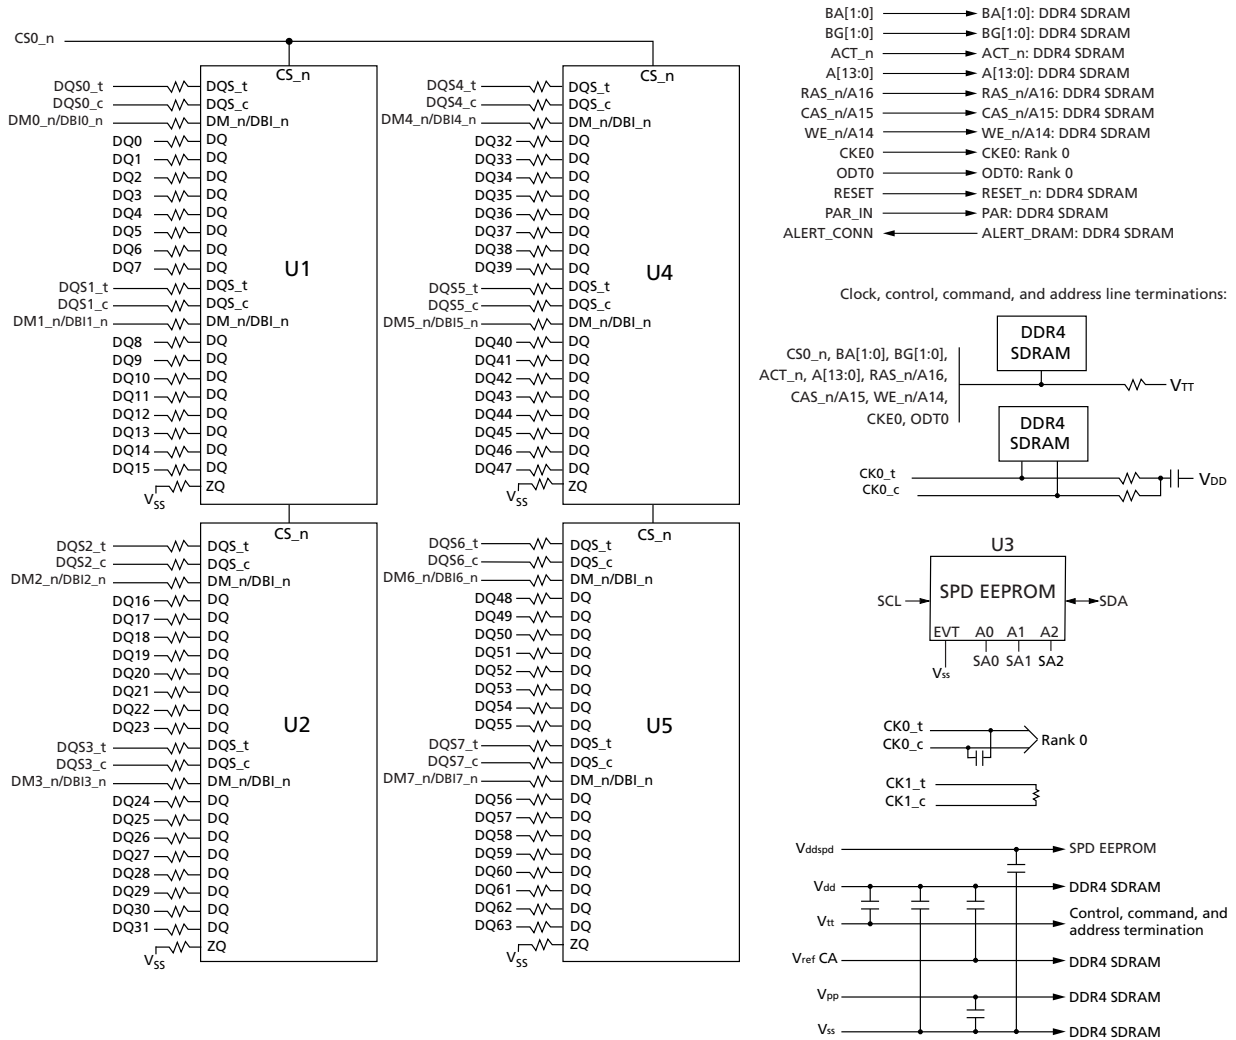 CS0_n
CS_n
DQS0_t DQS_t
DQS0_c DQS_c
DM0_n/DBI0_n DM_n/DBI_n
DQ0 DQ
DQ1 DQ
DQ2 DQ
DQ3 DQ
DQ4 DQ
DQ5 DQ
DQ6 DQ
DQ7 DQ
U1
DQS1_t DQS_t
DQS1_c DQS_c
DM1_n/DBI1_n DM_n/DBI_n
DQ8 DQ
DQ9 DQ
DQ10 DQ
DQ11 DQ
DQ12 DQ
DQ13 DQ
DQ14 DQ
DQ15 DQ
VSS ZQ
CS_n
DQS2_t DQS_t
DQS2_c DQS_c
DM2_n/DBI2_n DM_n/DBI_n
DQ16 DQ
DQ17 DQ
DQ18 DQ
DQ19 DQ
DQ20 DQ
DQ21 DQ
DQ22 DQ
DQ23 DQ
U2
DQS3_t DQS_t
DQS3_c DQS_c
DM3_n/DBI3_n DM_n/DBI_n
DQ24 DQ
DQ25 DQ
DQ26 DQ
DQ27 DQ
DQ28 DQ
DQ29 DQ
DQ30 DQ
DQ31 DQ
VSS ZQ
CS_n
DQS4_t DQS_t
DQS4_c DQS_c
DM4_n/DBI4_n DM_n/DBI_n
DQ32 DQ
DQ33 DQ
DQ34 DQ
DQ35 DQ
DQ36 DQ
DQ37 DQ
DQ38 DQ
DQ39 DQ
U4
DQS5_t DQS_t
DQS5_c DQS_c
DM5_n/DBI5_n DM_n/DBI_n
DQ40 DQ
DQ41 DQ
DQ42 DQ
DQ43 DQ
DQ44 DQ
DQ45 DQ
DQ46 DQ
DQ47 DQ
VSS ZQ
CS_n
DQS6_t DQS_t
DQS6_c DQS_c
DM6_n/DBI6_n DM_n/DBI_n
DQ48 DQ
DQ49 DQ
DQ50 DQ
DQ51 DQ
DQ52 DQ
DQ53 DQ
DQ54 DQ
DQ55 DQ
U5
DQS7_t DQS_t
DQS7_c DQS_c
DM7_n/DBI7_n DM_n/DBI_n
DQ56 DQ
DQ57 DQ
DQ58 DQ
DQ59 DQ
DQ60 DQ
DQ61 DQ
DQ62 DQ
DQ63 DQ
VSS ZQ
BA[1:0] BA[1:0]: DDR4 SDRAM
BG[1:0] BG[1:0]: DDR4 SDRAM
ACT_n ACT_n: DDR4 SDRAM
A[13:0] A[13:0]: DDR4 SDRAM
RAS_n/A16 RAS_n/A16: DDR4 SDRAM
CAS_n/A15 CAS_n/A15: DDR4 SDRAM
WE_n/A14 WE_n/A14: DDR4 SDRAM
CKE0 CKE0: Rank 0
ODT0 ODT0: Rank 0
RESET RESET_n: DDR4 SDRAM
PAR_IN PAR: DDR4 SDRAM
ALERT_CONN ALERT_DRAM: DDR4 SDRAM
Clock, control, command, and address line terminations:
DDR4
SDRAM
CS0_n, BA[1:0], BG[1:0],
ACT_n, A[13:0], RAS_n/A16,
CAS_n/A15, WE_n/A14,
CKE0, ODT0
VTT
DDR4
SDRAM
CK0_t
CK0_c
VDD
U3
SPD EEPROM
SCL SDA
EVT A0 A1 A2
Vss SA0 SA1 SA2
CK0_t
CK0_c
Rank 0
CK1_t
CK1_c
Vddspd SPD EEPROM
Vdd DDR4 SDRAM
Vtt Control, command, and
address termination
Vref CA DDR4 SDRAM
Vpp DDR4 SDRAM
Vss DDR4 SDRAM